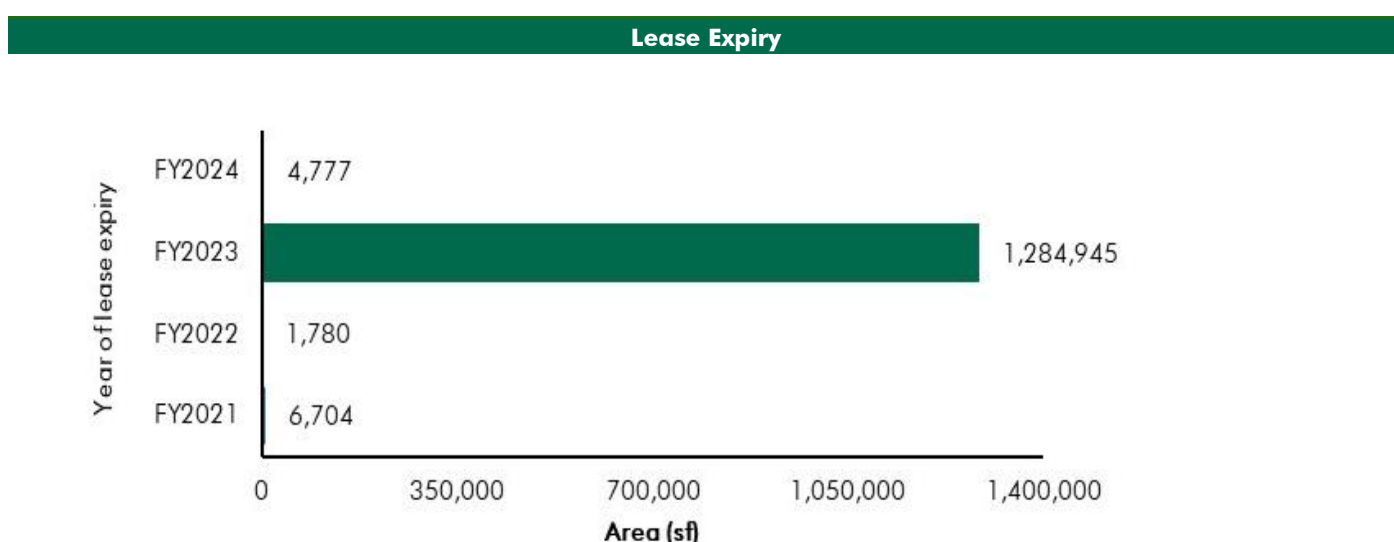 Lease Expiry
Year of lease expiry
FY2024 4,777
FY2023 1,284,945
FY2022 1,780
FY2021 6,704
0 350,000 700,000 1,050,000 1,400,000
Area (sf)